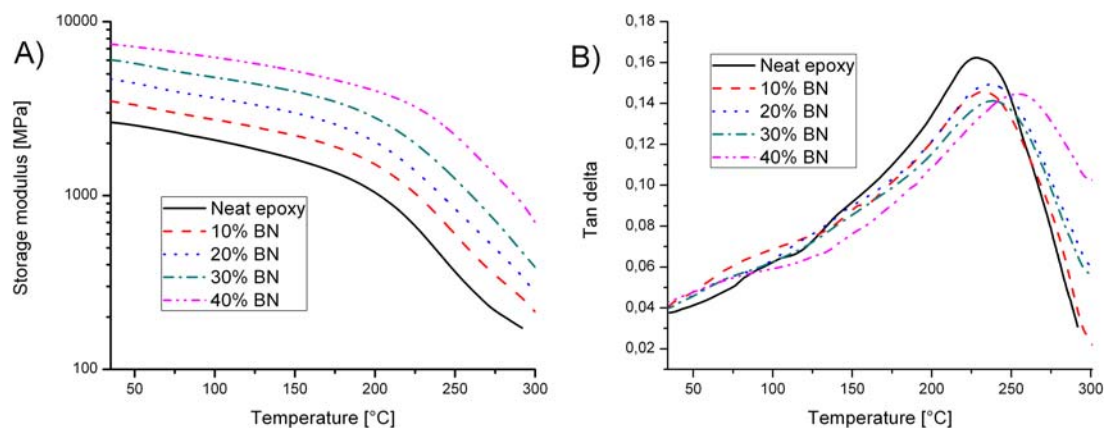 A)
Storage modulus [MPa]
10000
1000
100
Neat epoxy
10% BN
20% BN
30% BN
40% BN
50 100 150 200 250 300
Temperature [°C]
B)
Tan delta
0,18
0,16
0,14
0,12
0,10
0,08
0,06
0,04
0,02
Neat epoxy
10% BN
20% BN
30% BN
40% BN
50 100 150 200 250 300
Temperature [°C]